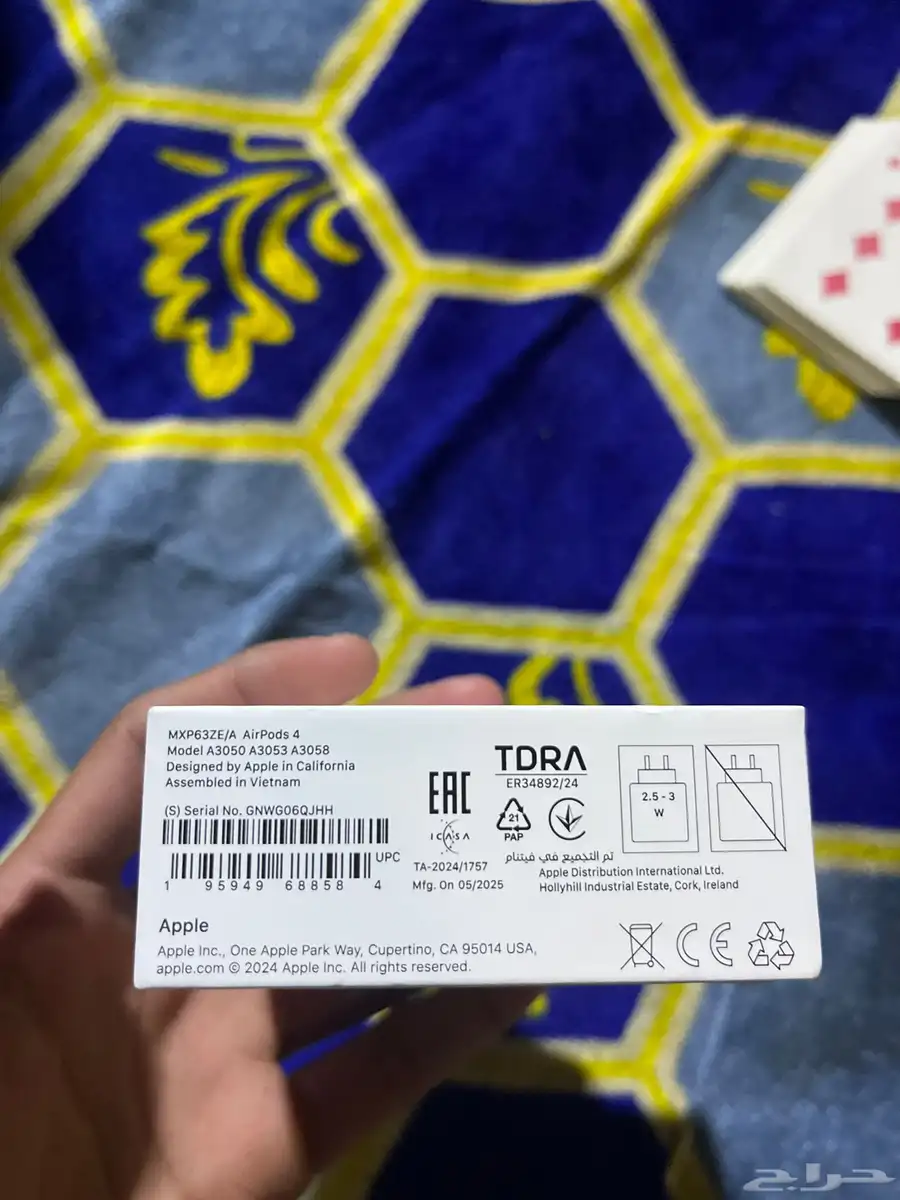 MXP63ZE/A AirPods 4
Model A3050 A3053 A3058
Designed by Apple in California
Assembled in Vietnam
(S) Serial No. GNWG06QJHH
UPC
1 95949 68858 4
EAC
ICASA
TA-2024/1757
Mfg. On 05/2025
TDRA
ER34892/24
21
PAP
2.5 - 3
W
تم التجميع في فيتنام
Apple Distribution International Ltd.
Hollyhill Industrial Estate, Cork, Ireland
Apple
Apple Inc., One Apple Park Way, Cupertino, CA 95014 USA,
apple.com © 2024 Apple Inc. All rights reserved.
CE
حراج